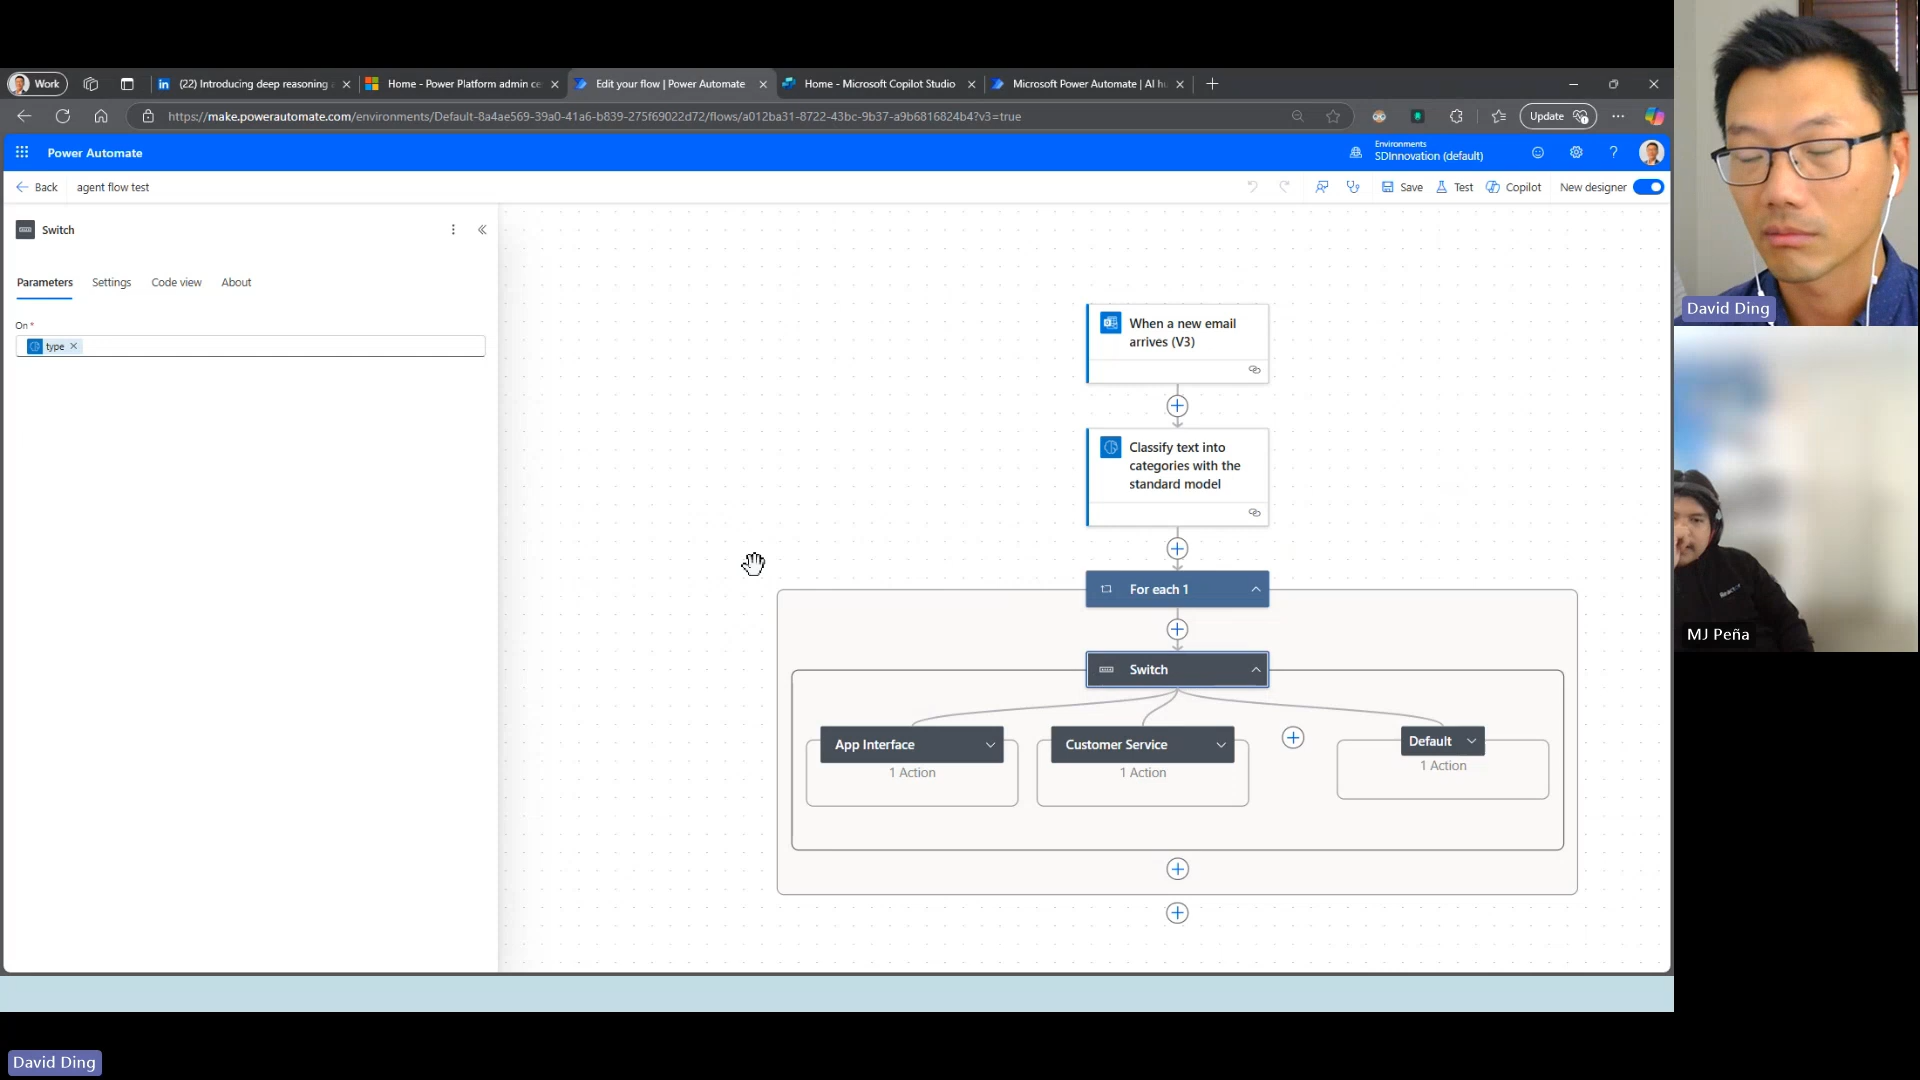 Work
(22) Introducing deep reasoning
Home - Power Platform admin ce
Edit your flow | Power Automate
Home - Microsoft Copilot Studio
Microsoft Power Automate | AI hu
https://make.powerautomate.com/environments/Default-8a4ae569-39a0-41a6-b839-275f69022d72/flows/a012ba31-8722-43bc-9b37-a9b6816824b4?v3=true
Update
Power Automate
Environments
SDInnovation (default)
Back
agent flow test
Save
Test
Copilot
New designer
Switch
Parameters
Settings
Code view
About
On *
type
When a new email
arrives (V3)
Classify text into
categories with the
standard model
For each 1
Switch
App Interface
1 Action
Customer Service
1 Action
Default
1 Action
David Ding
MJ Peña
David Ding